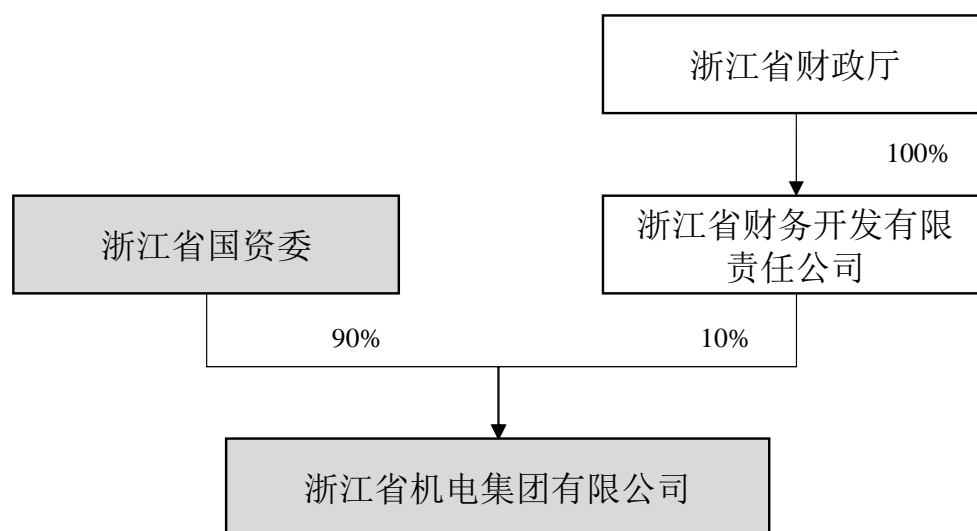 浙江省财政厅
100%
浙江省国资委
浙江省财务开发有限
责任公司
90%
10%
浙江省机电集团有限公司